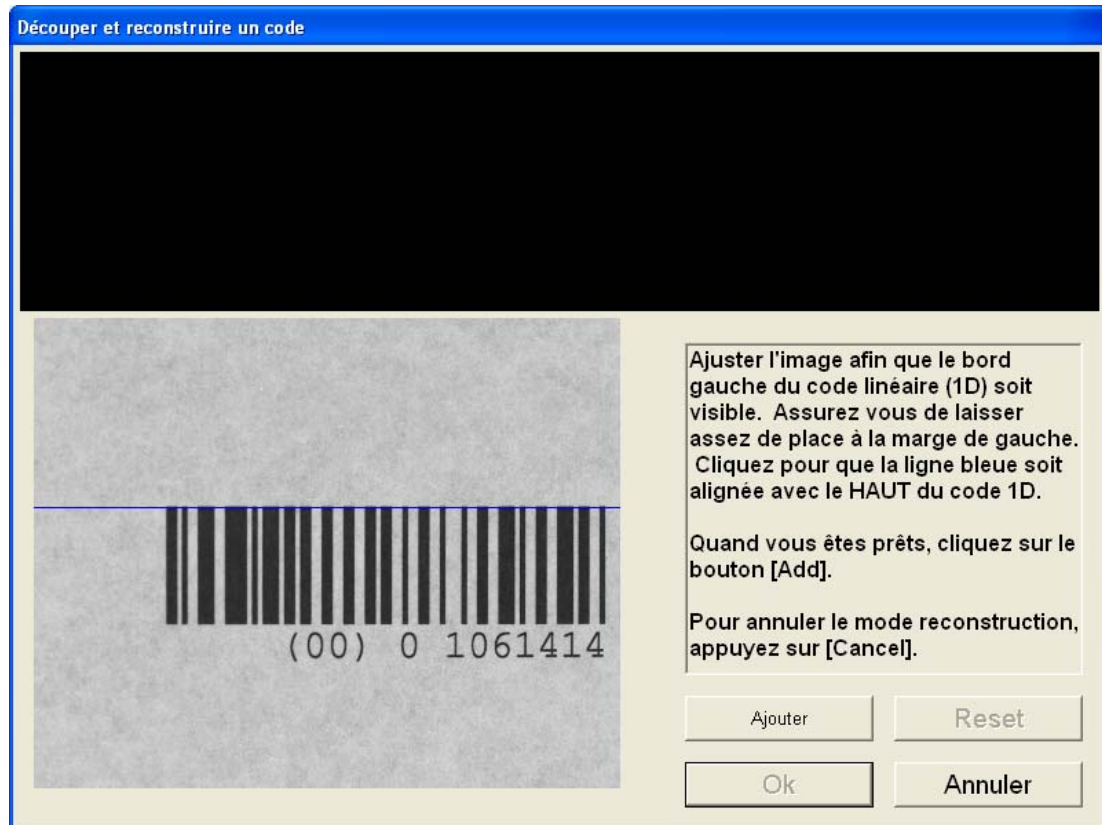 Découper et reconstruire un code
Ajuster l'image afin que le bord
gauche du code linéaire (1D) soit
visible. Assurez vous de laisser
assez de place à la marge de gauche.
Cliquez pour que la ligne bleue soit
alignée avec le HAUT du code 1D.
Quand vous êtes prêts, cliquez sur le
bouton [Add].
Pour annuler le mode reconstruction,
appuyez sur [Cancel].
(00) 0 1061414
Ajouter
Reset
Ok
Annuler